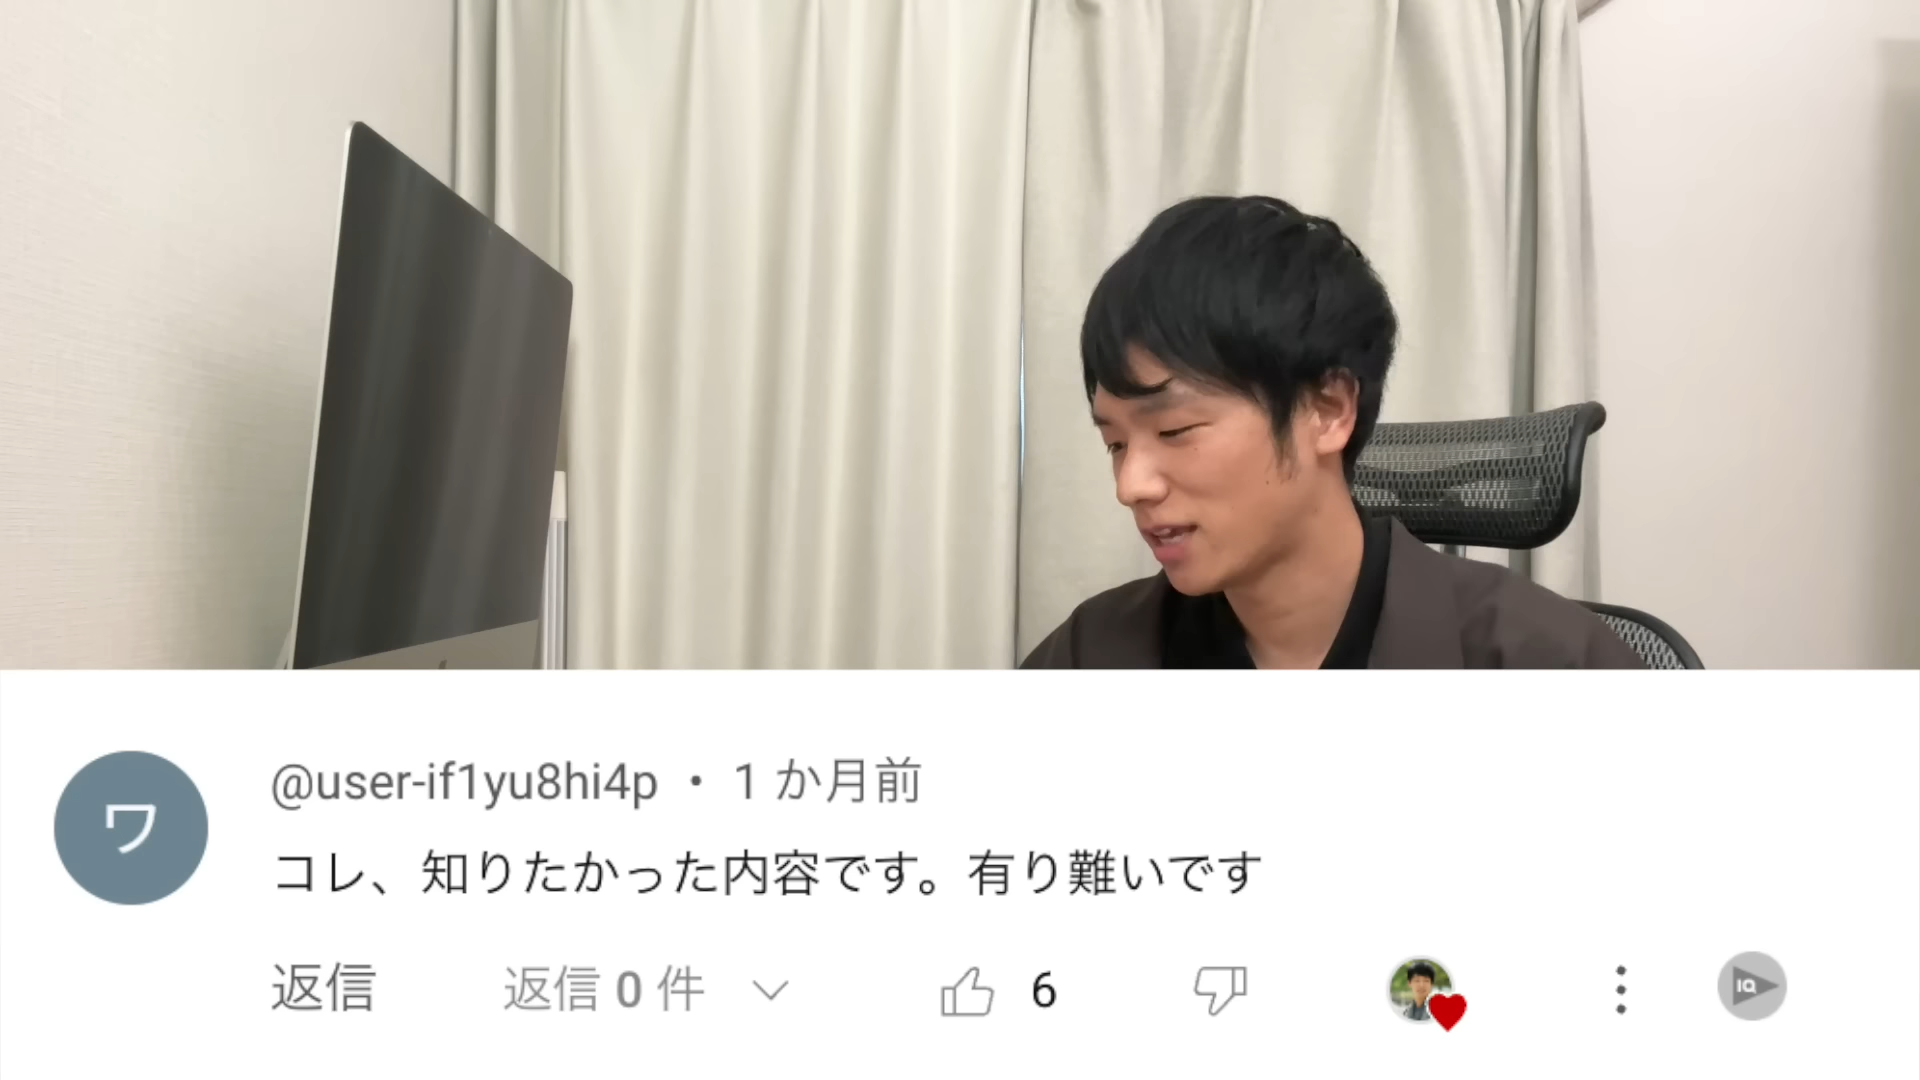 ワ
@user-if1yu8hi4p ・ 1 か月前
コレ、知りたかった内容です。有り難いです
返信 返信 0 件 6 IQ